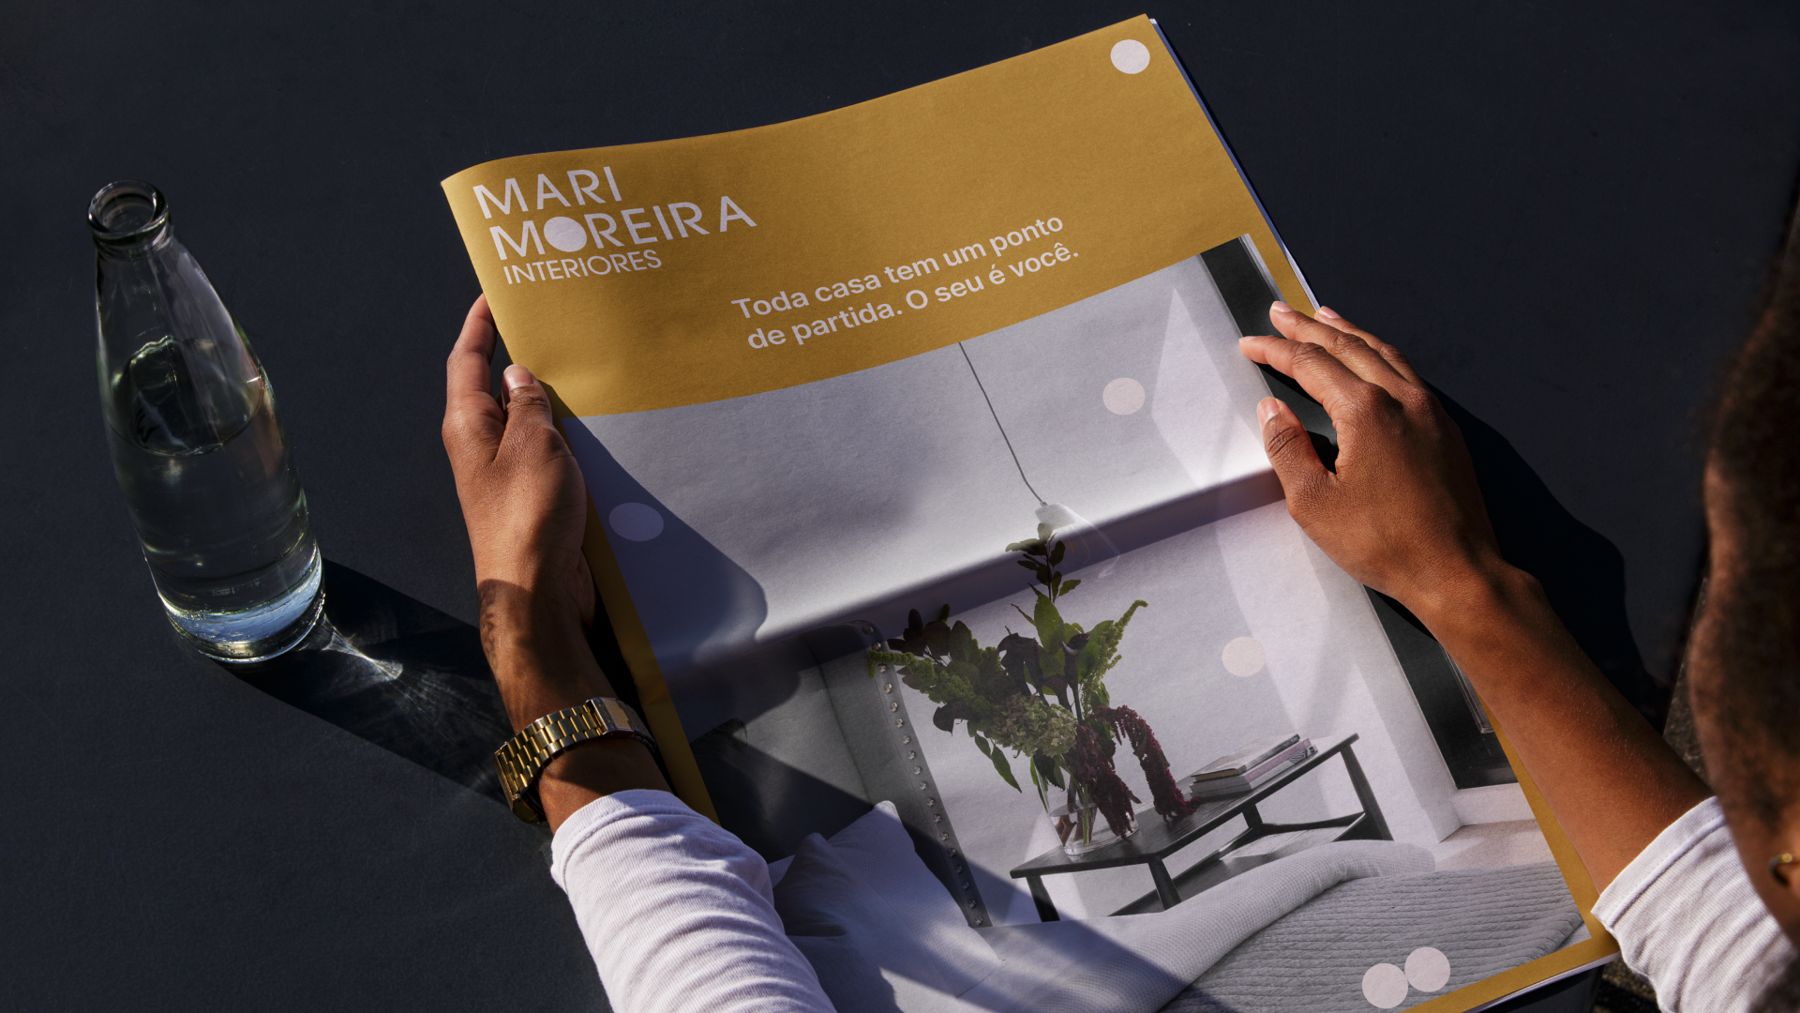 MARI
MOREIRA
INTERIORES
Toda casa tem um ponto
de partida. O seu é você.